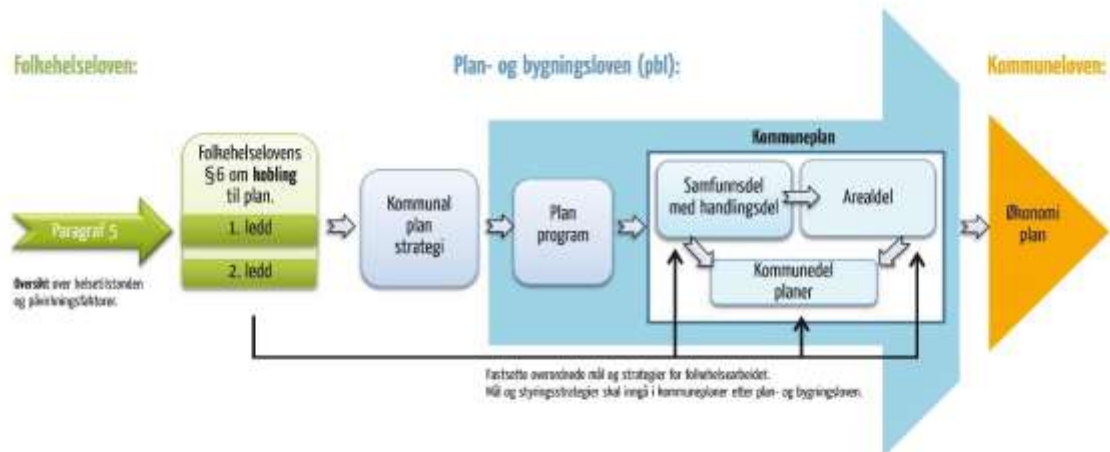 Folkehelseloven:
Plan- og bygningsloven (pbl):
Kommuneloven:
Folkehelselovens
§6 om kobling
til plan.
1. ledd
2. ledd
Paragraf 5
Oversikt over helsetilstanden
og påvirkningsfaktorer.
Kommunal
plan
strategi
Plan
program
Kommuneplan
Samfunnsdel
med handlingsdel
Arealdel
Kommunedel
planer
Økonomi
plan
Fastsette overordnede mål og strategier for folkehelsearbeidet.
Mål og styringsstrategier skal inngå i kommuneplaner etter plan- og bygningsloven.